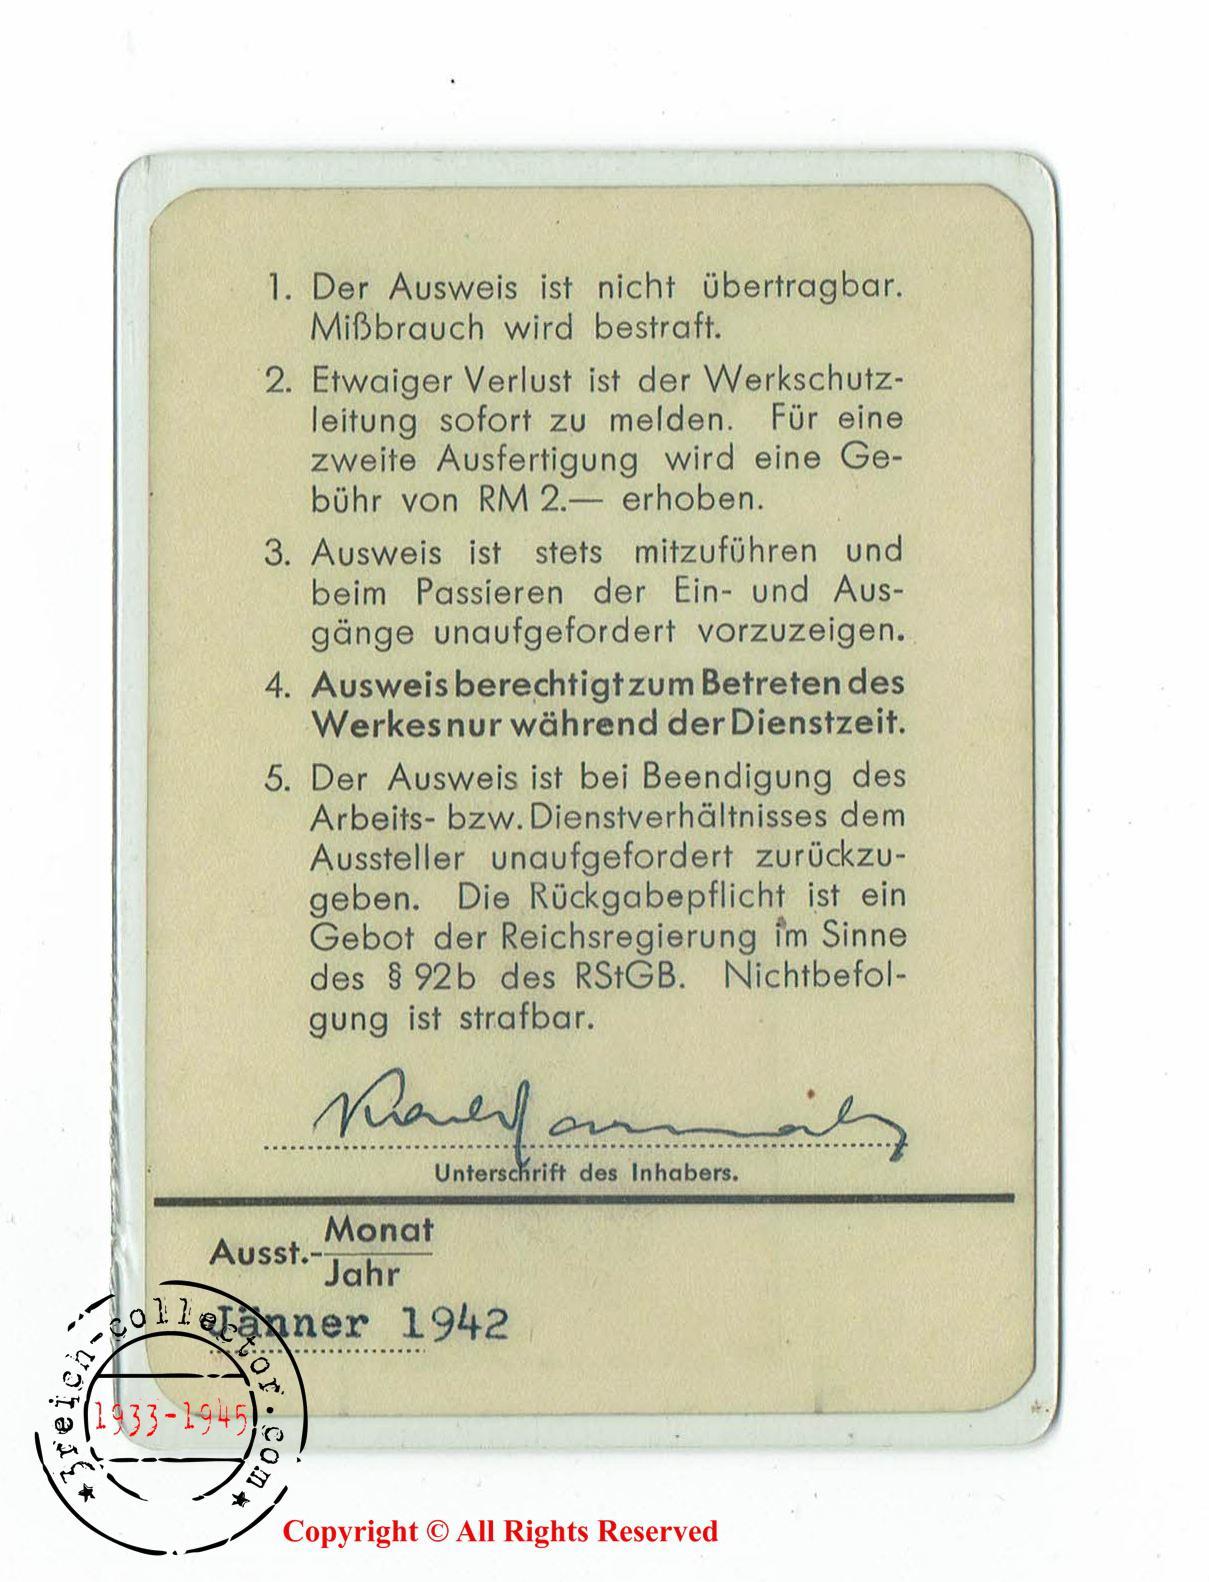 1. Der Ausweis ist nicht übertragbar.
Mißbrauch wird bestraft.
2. Etwaiger Verlust ist der Werkschutz-
leitung sofort zu melden. Für eine
zweite Ausfertigung wird eine Ge-
bühr von RM 2.— erhoben.
3. Ausweis ist stets mitzuführen und
beim Passieren der Ein- und Aus-
gänge unaufgefordert vorzuzeigen.
4. Ausweis berechtigt zum Betreten des
Werkes nur während der Dienstzeit.
5. Der Ausweis ist bei Beendigung des
Arbeits- bzw. Dienstverhältnisses dem
Aussteller unaufgefordert zurückzu-
geben. Die Rückgabepflicht ist ein
Gebot der Reichsregierung im Sinne
des § 92b des RStGB. Nichtbefol-
gung ist strafbar.
Unterschrift des Inhabers.
Ausst.-Monat
Jahr
Jänner 1942
3reich-collector.com
1933-1945
Copyright © All Rights Reserved